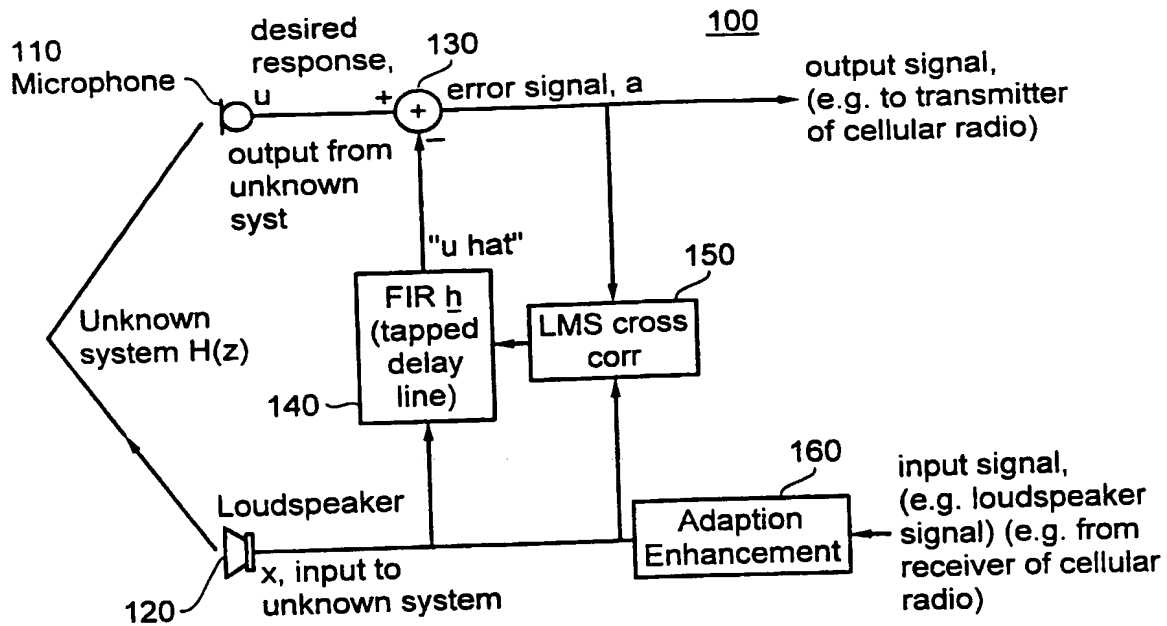 100
110
Microphone
desired
response,
130
u
+
+
−
error signal, a
output signal,
(e.g. to transmitter
of cellular radio)
output from
unknown
syst
"u hat"
150
FIR h
(tapped
delay
line)
LMS cross
corr
Unknown
system H(z)
140
160
Loudspeaker
Adaption
Enhancement
input signal,
(e.g. loudspeaker
signal) (e.g. from
receiver of cellular
radio)
x, input to
unknown system
120